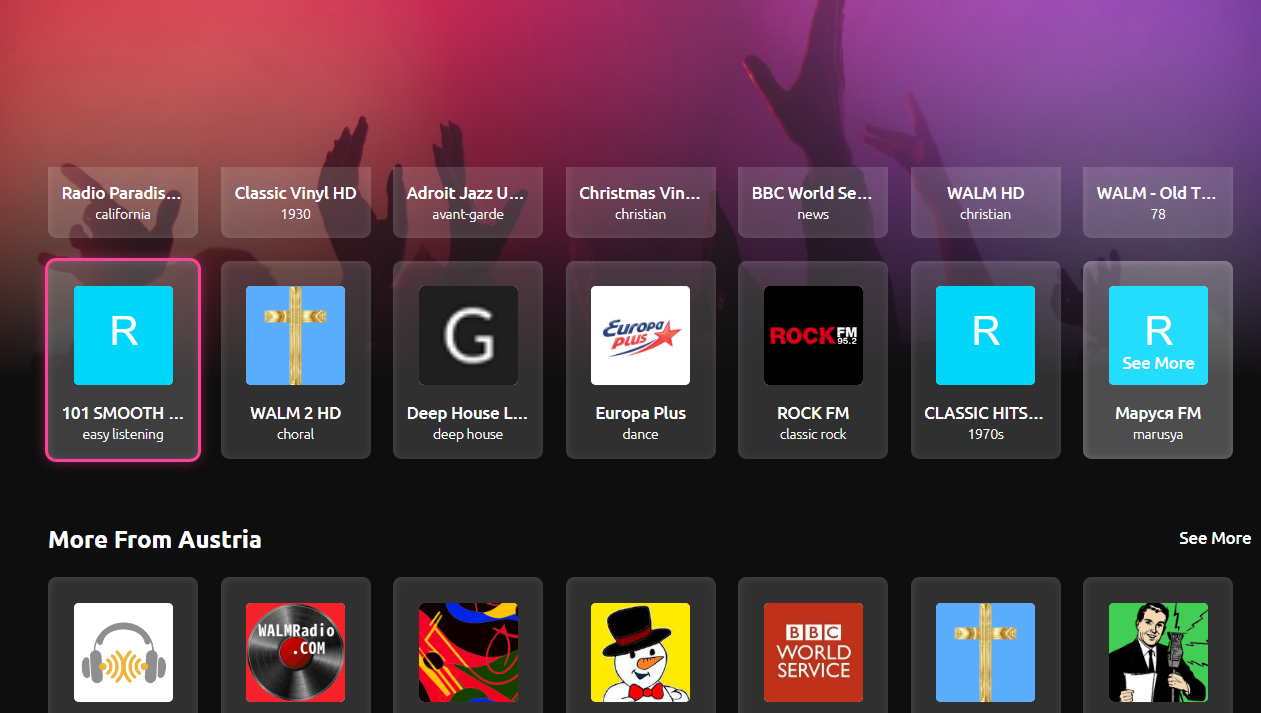 Radio Paradis...
Classic Vinyl HD
Adroit Jazz U...
Christmas Vin...
BBC World Se...
WALM HD
WALM - Old T...
california
1930
avant-garde
christian
news
christian
78
R
G
Europa
plus
ROCK FM
95.2
R
R
See More
101 SMOOTH ...
WALM 2 HD
Deep House L...
Europa Plus
ROCK FM
CLASSIC HITS...
Маруся FM
easy listening
choral
deep house
dance
classic rock
1970s
marusya
More From Austria
See More
WALMRadio
.COM
BBC
WORLD
SERVICE